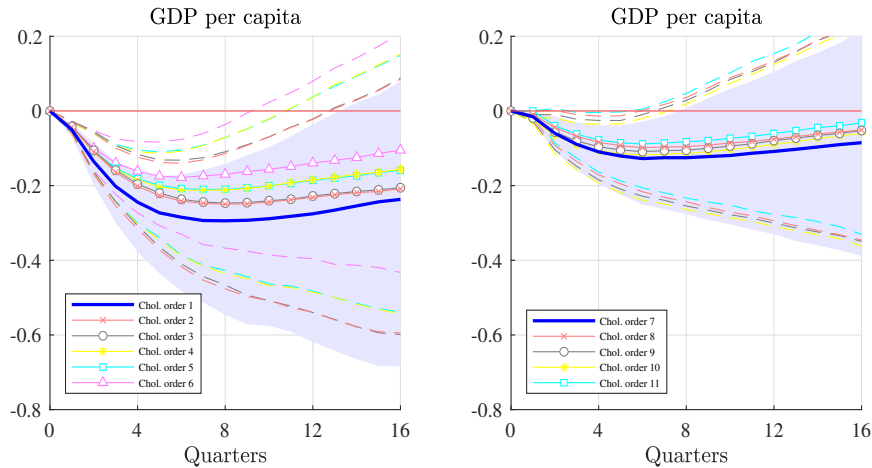 GDP per capita
0.2
0
-0.2
-0.4
-0.6
-0.8
Chol. order 1
Chol. order 2
Chol. order 3
Chol. order 4
Chol. order 5
Chol. order 6
0 4 8 12 16
Quarters
GDP per capita
0.2
0
-0.2
-0.4
-0.6
-0.8
Chol. order 7
Chol. order 8
Chol. order 9
Chol. order 10
Chol. order 11
0 4 8 12 16
Quarters